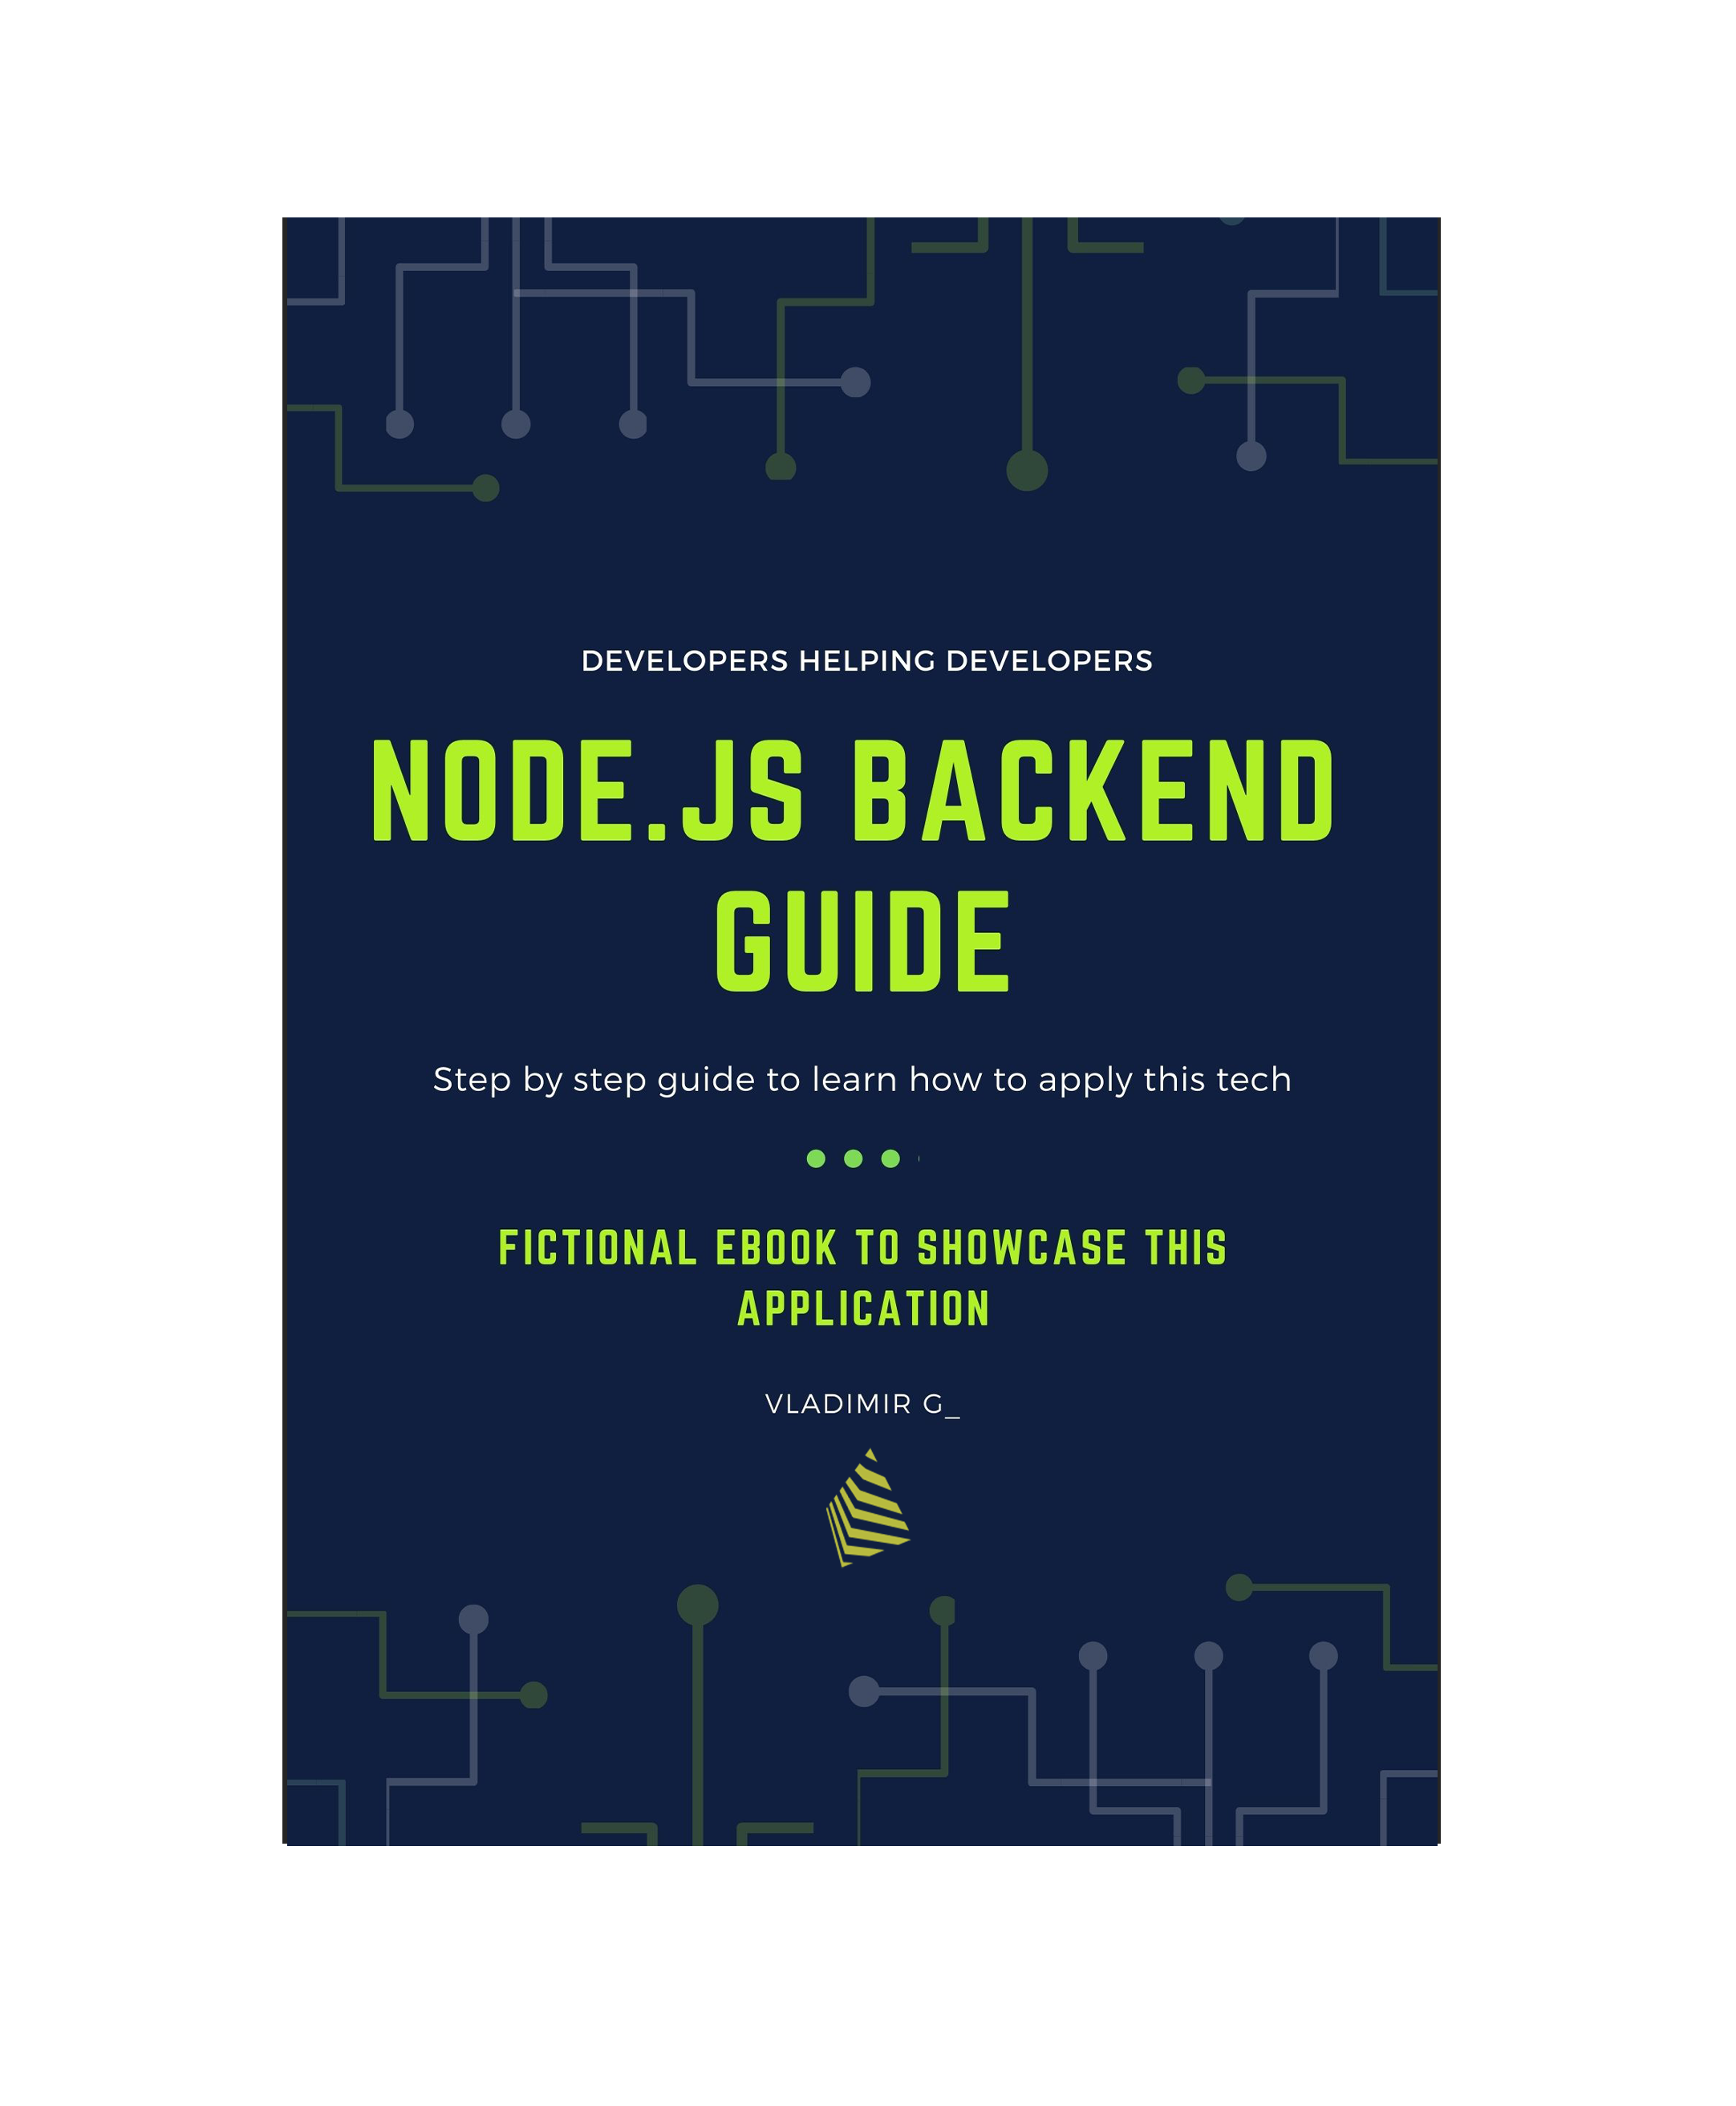 DEVELOPERS HELPING DEVELOPERS
NODE.JS BACKEND
GUIDE
Step by step guide to learn how to apply this tech
FICTIONAL EBOOK TO SHOWCASE THIS
APPLICATION
VLADIMIR G_